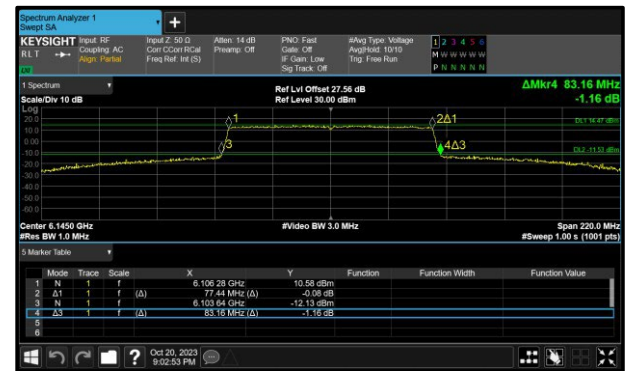 Spectrum Analyzer 1
Swept SA
KEYSIGHT Input: RF Input Z: 50 Ω Atten: 14 dB PNO: Fast #Avg Type: Voltage 1 2 3 4 5 6
RLT Coupling: AC Corr CCorr RCal Preamp: Off Gate: Off Avg|Hold: 10/10 M W W W W W
Align: Partial Freq Ref: Int (S) IF Gain: Low Trig: Free Run
Sig Track: Off P N N N N N
1 Spectrum Ref Lvl Offset 27.56 dB ΔMkr4 83.16 MHz
Scale/Div 10 dB Ref Level 30.00 dBm -1.16 dB
Log
20.0
10.0
0.00
-10.0
-20.0
-30.0
-40.0
-50.0
-60.0
1
2Δ1
DL1 14.47 dBm
3
4Δ3
DL2 -11.53 dBm
Center 6.1450 GHz #Video BW 3.0 MHz Span 220.0 MHz
#Res BW 1.0 MHz #Sweep 1.00 s (1001 pts)
5 Marker Table
Mode Trace Scale X Y Function Function Width Function Value
1 N 1 f 6.106 28 GHz 10.58 dBm
2 Δ1 1 f (Δ) 77.44 MHz (Δ) -0.08 dB
3 N 1 f 6.103 64 GHz -12.13 dBm
4 Δ3 1 f (Δ) 83.16 MHz (Δ) -1.16 dB
5
6
? Oct 20, 2023
9:02:53 PM